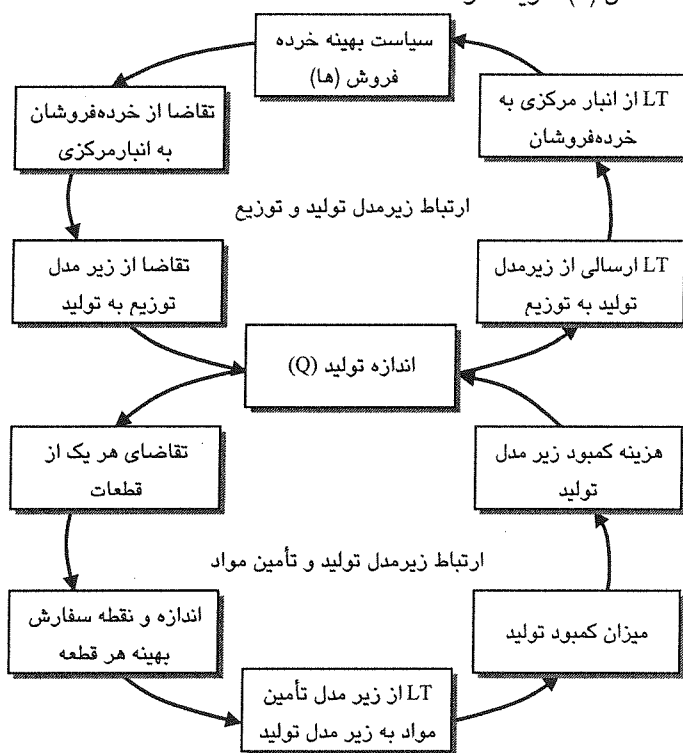 سیاست بهینه خرده
فروش (ها)
LT از انبار مرکزی به
خرده‌فروشان
تقاضا از خرده‌فروشان
به انبارمرکزی
ارتباط زیرمدل تولید و توزیع
LT ارسالی از زیرمدل
تولید به توزیع
تقاضا از زیر مدل
توزیع به تولید
اندازه تولید (Q)
هزینه کمبود زیر مدل
تولید
تقاضای هر یک از
قطعات
ارتباط زیرمدل تولید و تأمین مواد
میزان کمبود تولید
اندازه و نقطه سفارش
بهینه هر قطعه
LT از زیر مدل تأمین
مواد به زیر مدل تولید